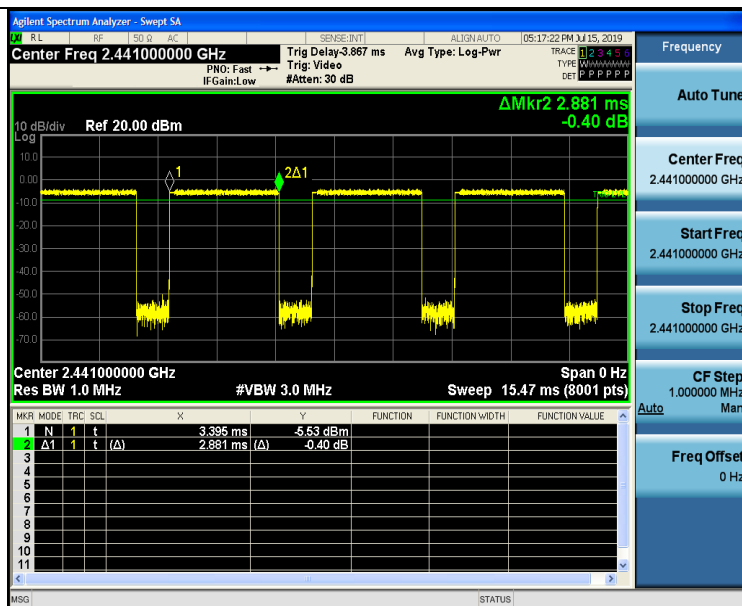 Agilent Spectrum Analyzer - Swept SA
LXI RL RF 50 Ω AC SENSE:INT ALIGN AUTO 05:17:22 PM Jul 15, 2019
Center Freq 2.441000000 GHz
PNO: Fast
IFGain:Low
Trig Delay-3.867 ms
Trig: Video
#Atten: 30 dB
Avg Type: Log-Pwr
TRACE 1 2 3 4 5 6
TYPE W
DET P P P P P P
ΔMkr2 2.881 ms
-0.40 dB
10 dB/div Ref 20.00 dBm
Log
10.0
0.00
-10.0
-20.0
-30.0
-40.0
-50.0
-60.0
-70.0
1
2Δ1
Center 2.441000000 GHz Span 0 Hz
Res BW 1.0 MHz #VBW 3.0 MHz Sweep 15.47 ms (8001 pts)
MKR MODE TRC SCL X Y FUNCTION FUNCTION WIDTH FUNCTION VALUE
1 N 1 t 3.395 ms -5.53 dBm
2 Δ1 1 t (Δ) 2.881 ms (Δ) -0.40 dB
3
4
5
6
7
8
9
10
11
MSG STATUS
Frequency
Auto Tune
Center Freq
2.441000000 GHz
Start Freq
2.441000000 GHz
Stop Freq
2.441000000 GHz
CF Step
1.000000 MHz
Auto Man
Freq Offset
0 Hz